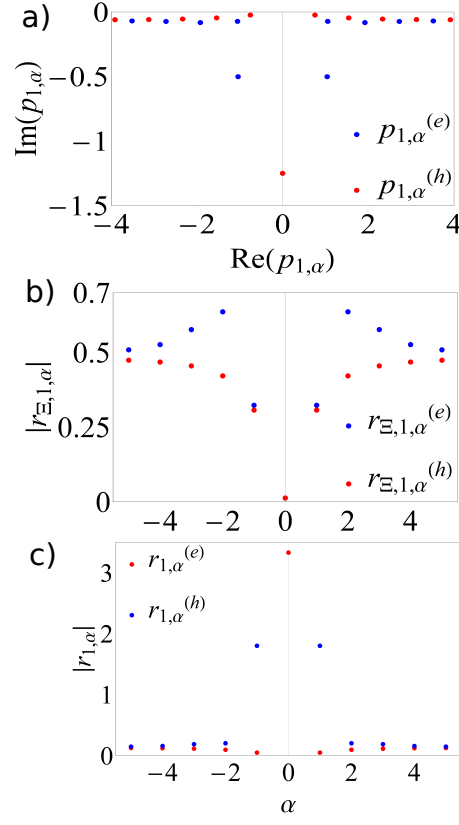 a)
0
−0.5
−1
−1.5
Im(p1,α)
p1,α(e)
p1,α(h)
−4 −2 0 2 4
Re(p1,α)
b)
0.7
0.5
0.25
0
|rΞ,1,α|
rΞ,1,α(e)
rΞ,1,α(h)
−4 −2 0 2 4
c)
r1,α(e)
r1,α(h)
3
2
1
0
|r1,α|
−4 −2 0 2 4
α